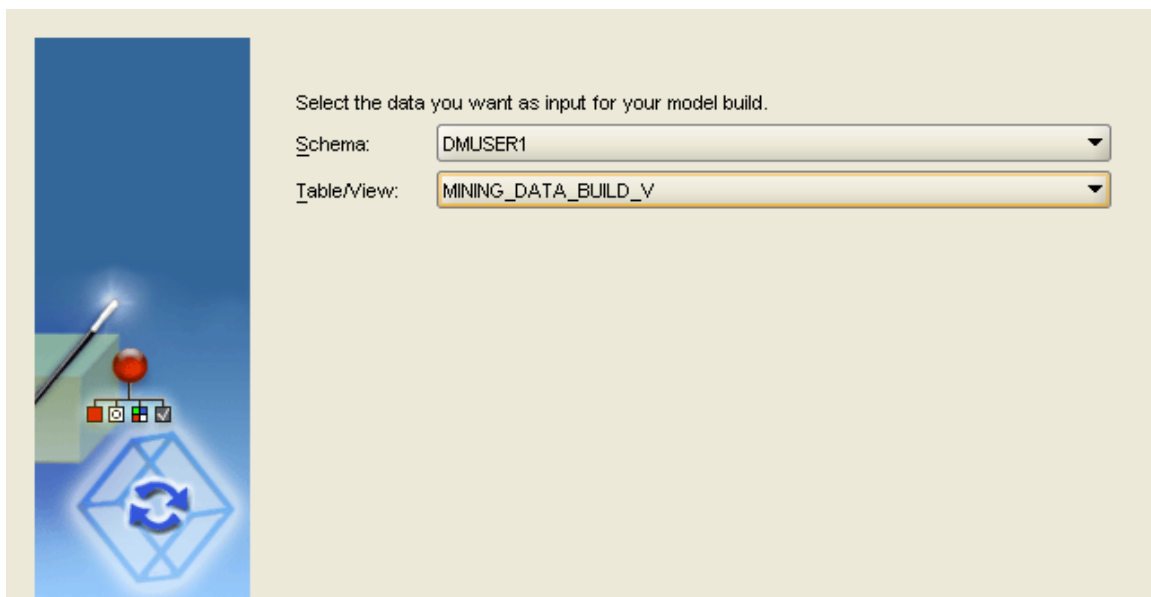 Select the data you want as input for your model build.
Schema: DMUSER1
Table/View: MINING_DATA_BUILD_V